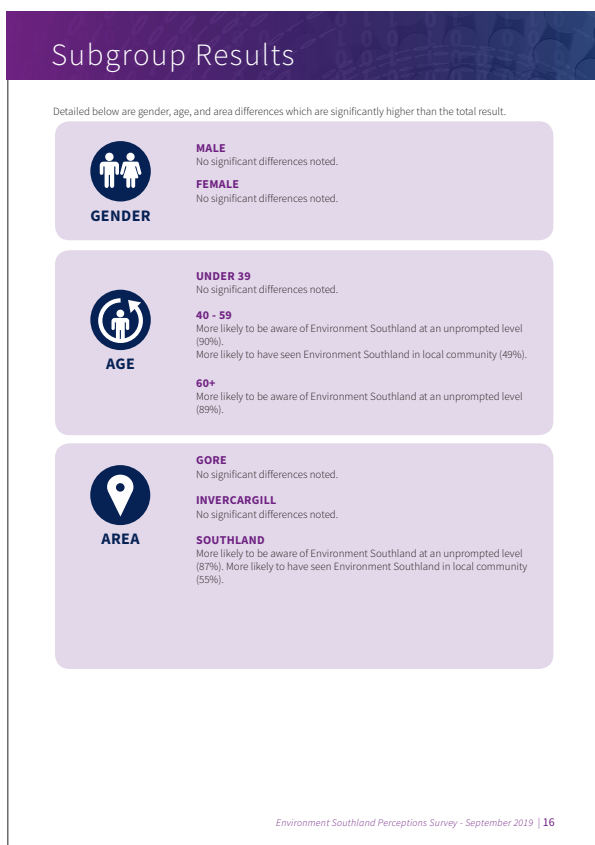 Subgroup Results
Detailed below are gender, age, and area differences which are significantly higher than the total result.
GENDER
MALE
No significant differences noted.
FEMALE
No significant differences noted.
AGE
UNDER 39
No significant differences noted.
40 - 59
More likely to be aware of Environment Southland at an unprompted level
(90%).
More likely to have seen Environment Southland in local community (49%).
60+
More likely to be aware of Environment Southland at an unprompted level
(89%).
AREA
GORE
No significant differences noted.
INVERCARGILL
No significant differences noted.
SOUTHLAND
More likely to be aware of Environment Southland at an unprompted level
(87%). More likely to have seen Environment Southland in local community
(55%).
Environment Southland Perceptions Survey - September 2019 | 16